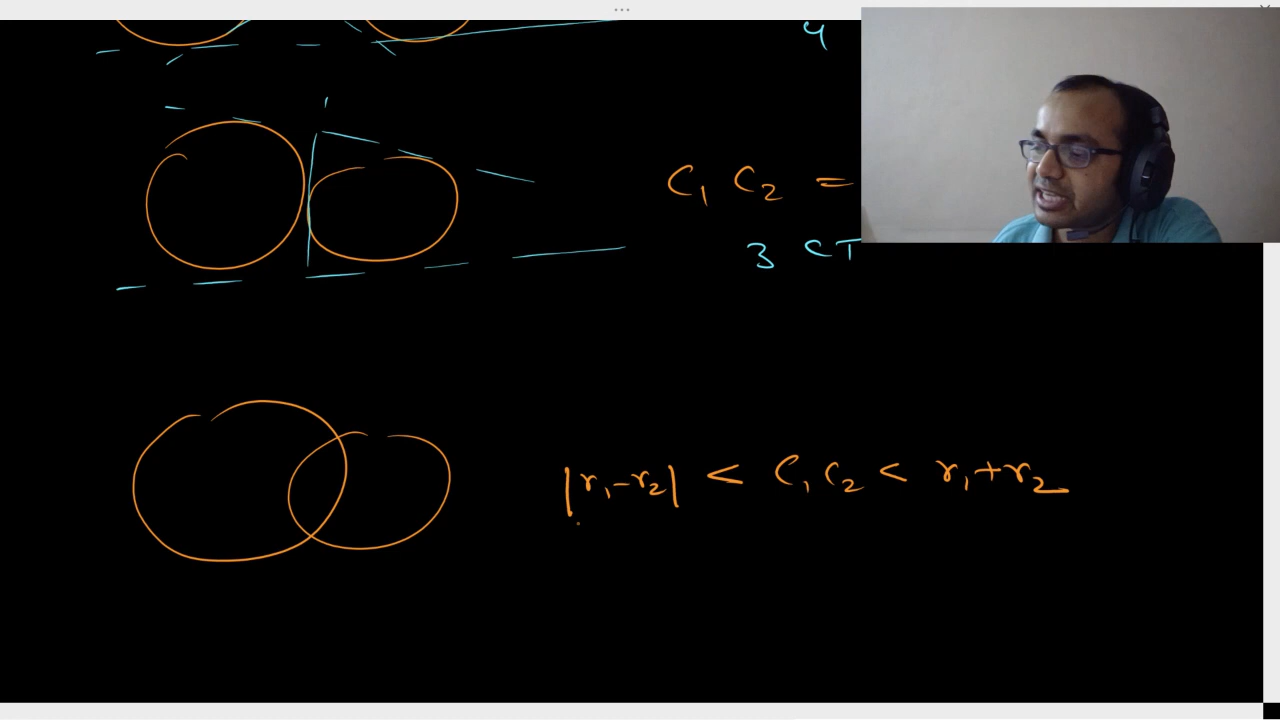 4
C₁ C₂ =
3 CT
|r₁-r₂| < C₁C₂ < r₁+r₂